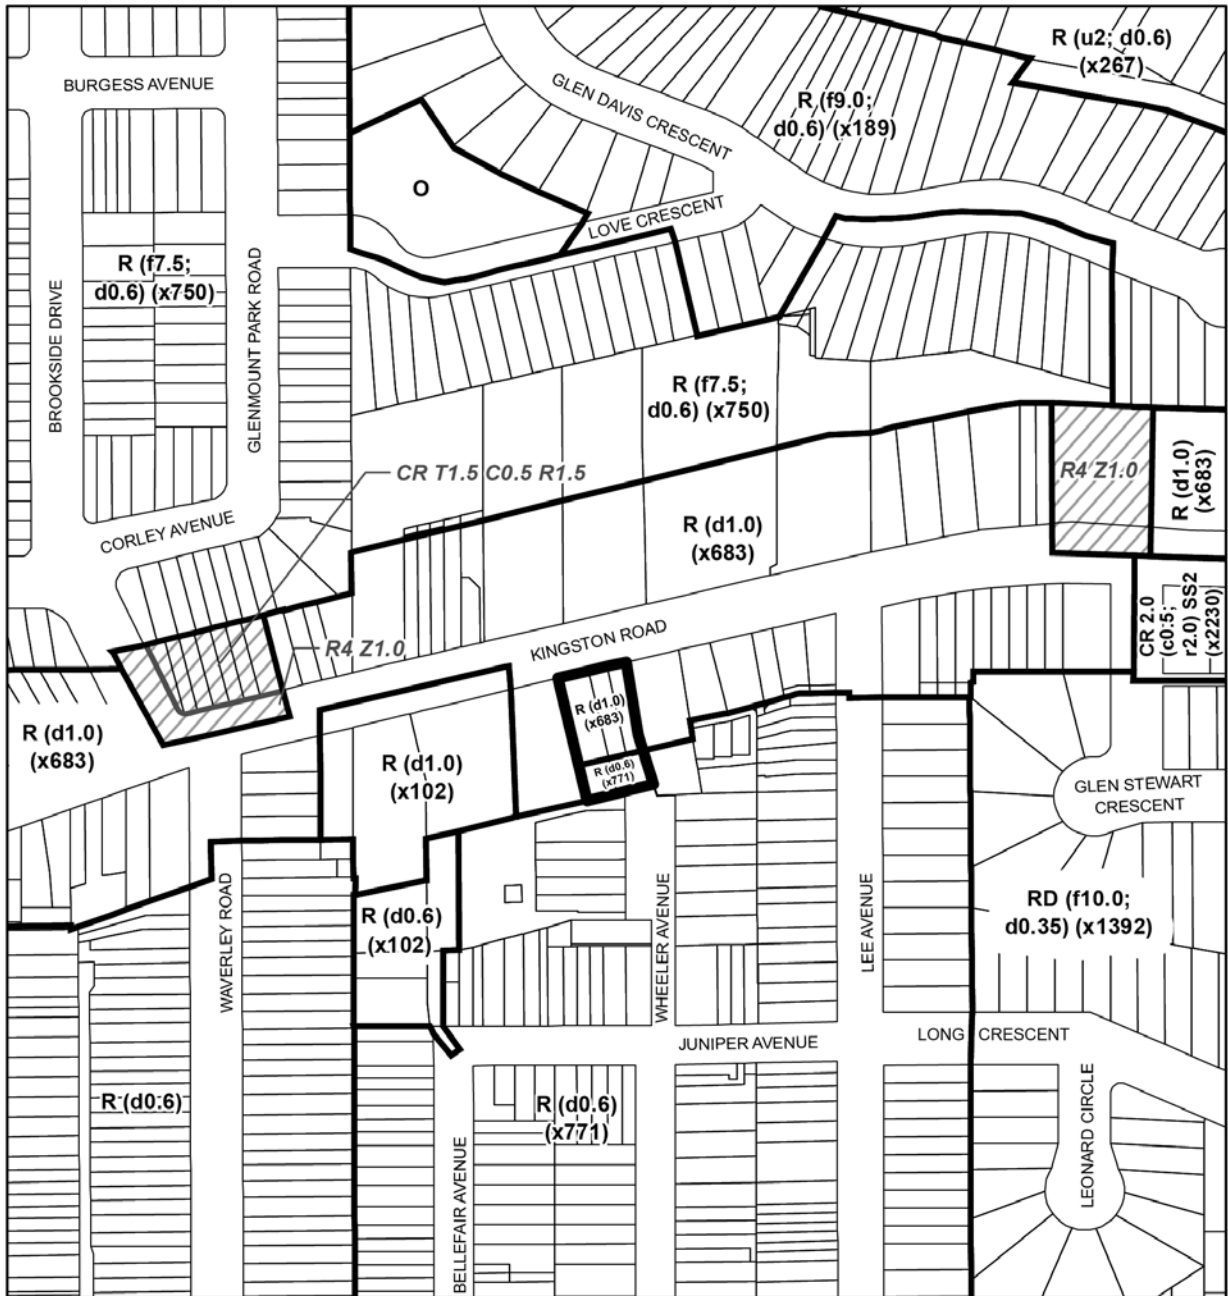 R (u2; d0.6)
(x267)
BURGESS AVENUE
GLEN DAVIS CRESCENT
R (f9.0;
d0.6) (x189)
O
LOVE CRESCENT
R (f7.5;
d0.6) (x750)
BROOKSIDE DRIVE
GLENMOUNT PARK ROAD
R (f7.5;
d0.6) (x750)
CR T1.5 C0.5 R1.5
R4 Z1.0
R (d1.0)
(x683)
R (d1.0)
(x683)
CORLEY AVENUE
CR 2.0
(c0.5;
r2.0) SS2
(x2230)
KINGSTON ROAD
R4 Z1.0
R (d1.0)
(x683)
R (d1.0)
(x683)
R (d1.0)
(x102)
R (d0.6)
(x771)
GLEN STEWART
CRESCENT
RD (f10.0;
d0.35) (x1392)
R (d0.6)
(x102)
WAVERLEY ROAD
WHEELER AVENUE
LEE AVENUE
JUNIPER AVENUE
LONG CRESCENT
R (d0.6)
R (d0.6)
(x771)
BELLEFAIR AVENUE
LEONARD CIRCLE